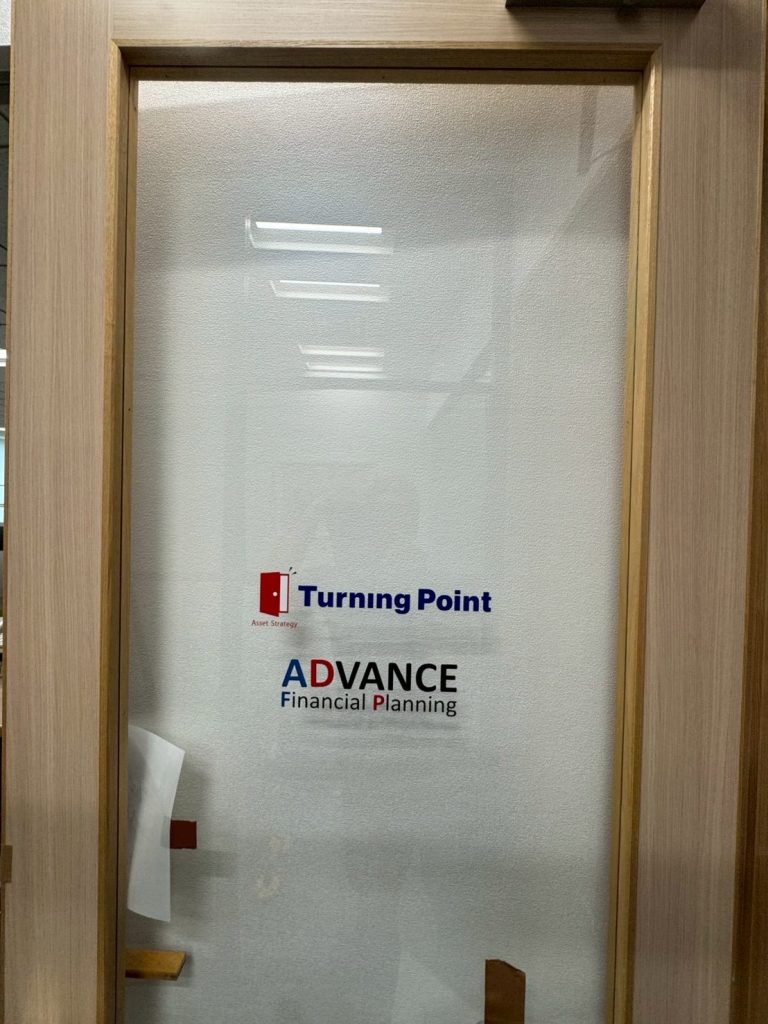 Turning Point
Asset Strategy
ADVANCE
Financial Planning